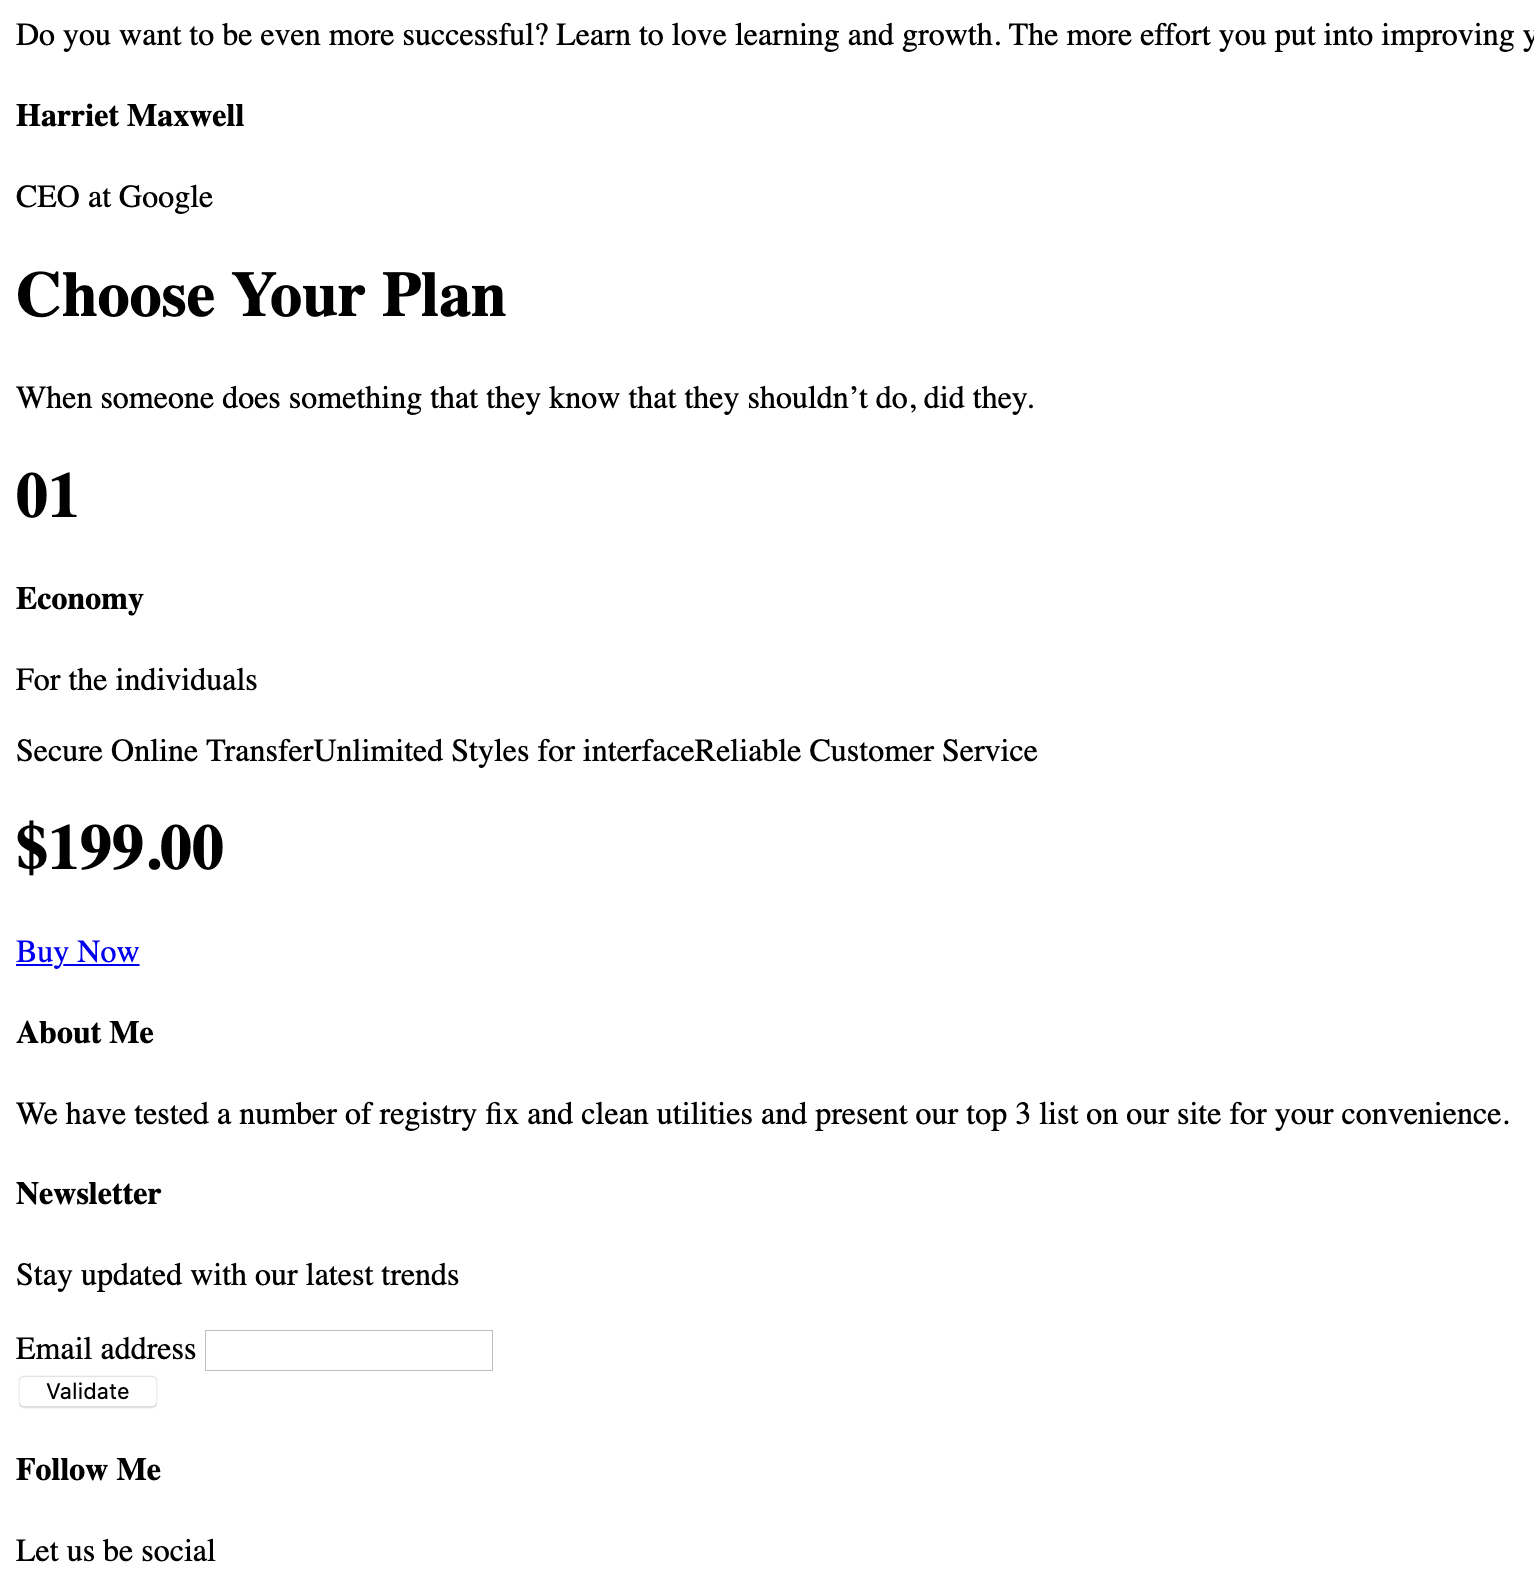 Do you want to be even more successful? Learn to love learning and growth. The more effort you put into improving
Harriet Maxwell
CEO at Google
Choose Your Plan
When someone does something that they know that they shouldn’t do, did they.
01
Economy
For the individuals
Secure Online TransferUnlimited Styles for interfaceReliable Customer Service
$199.00
Buy Now
About Me
We have tested a number of registry fix and clean utilities and present our top 3 list on our site for your convenience.
Newsletter
Stay updated with our latest trends
Email address
Validate
Follow Me
Let us be social